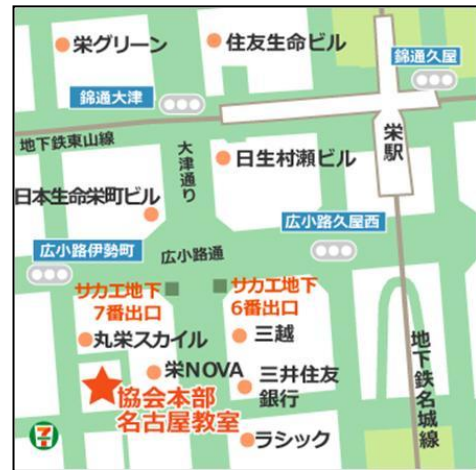 栄グリーン
住友生命ビル
錦通久屋
錦通大津
地下鉄東山線
栄駅
大津通り
日生村瀬ビル
日本生命栄町ビル
広小路久屋西
広小路伊勢町
広小路通
サカエ地下
7番出口
サカエ地下
6番出口
丸栄スカイル
三越
地下鉄名城線
栄NOVA
三井住友
銀行
協会本部
名古屋教室
ラシック
7